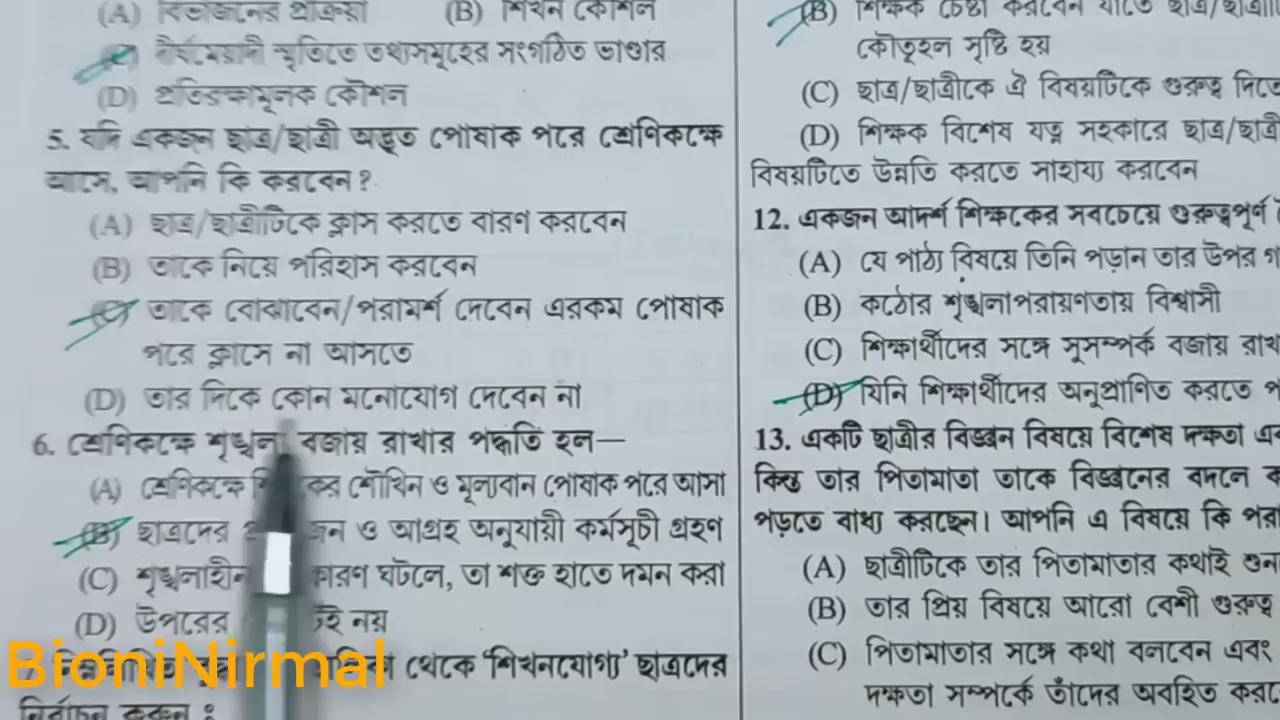 (A) বিভাজনের প্রক্রিয়া (B) শিখন কৌশল
দীর্ঘমেয়াদী স্মৃতিতে তথ্যসমূহের সংগঠিত ভাণ্ডার
(D) প্রতিরক্ষামূলক কৌশল
5. যদি একজন ছাত্র/ছাত্রী অদ্ভূত পোষাক পরে শ্রেণিকক্ষে
আসে, আপনি কি করবেন?
(A) ছাত্র/ছাত্রীটিকে ক্লাস করতে বারণ করবেন
(B) তাকে নিয়ে পরিহাস করবেন
(C) তাকে বোঝাবেন/পরামর্শ দেবেন এরকম পোষাক
পরে ক্লাসে না আসতে
(D) তার দিকে কোন মনোযোগ দেবেন না
6. শ্রেণিকক্ষে শৃঙ্খলা বজায় রাখার পদ্ধতি হল—
(A) শ্রেণিকক্ষে শৌখিন ও মূল্যবান পোষাক পরে আসা
(B) ছাত্রদের ও আগ্রহ অনুযায়ী কর্মসূচী গ্রহণ
(C) শৃঙ্খলাহীন কারণ ঘটলে, তা শক্ত হাতে দমন করা
(D) উপরের নয়
থেকে ‘শিখনযোগ্য’ ছাত্রদের
নির্বাচন করুন :
(B) শিক্ষক চেষ্টা করবেন যাতে
কৌতূহল সৃষ্টি হয়
(C) ছাত্র/ছাত্রীকে ঐ বিষয়টিকে গুরুত্ব দিতে
(D) শিক্ষক বিশেষ যত্ন সহকারে ছাত্র/ছাত্রী
বিষয়টিতে উন্নতি করতে সাহায্য করবেন
12. একজন আদর্শ শিক্ষকের সবচেয়ে গুরুত্বপূর্ণ
(A) যে পাঠ্য বিষয়ে তিনি পড়ান তার উপর
(B) কঠোর শৃঙ্খলাপরায়ণতায় বিশ্বাসী
(C) শিক্ষার্থীদের সঙ্গে সুসম্পর্ক বজায়
(D) যিনি শিক্ষার্থীদের অনুপ্রাণিত করতে
13. একটি ছাত্রীর বিজ্ঞান বিষয়ে বিশেষ দক্ষতা
কিন্তু তার পিতামাতা তাকে বিজ্ঞানের বদলে
পড়তে বাধ্য করছেন। আপনি এ বিষয়ে কি
(A) ছাত্রীটিকে তার পিতামাতার কথাই
(B) তার প্রিয় বিষয়ে আরো বেশী গুরুত্ব
(C) পিতামাতার সঙ্গে কথা বলবেন এবং
দক্ষতা সম্পর্কে তাঁদের অবহিত
BioniNirmal